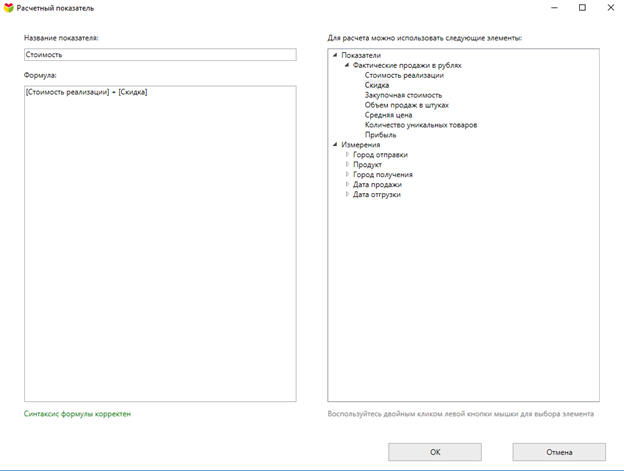 Расчетный показатель
Название показателя:
Стоимость
Формула:
[Стоимость реализации] + [Скидка]
Синтаксис формулы корректен
Для расчета можно использовать следующие элементы:
Показатели
Фактические продажи в рублях
Стоимость реализации
Скидка
Закупочная стоимость
Объем продаж в штуках
Средняя цена
Количество уникальных товаров
Прибыль
Измерения
Город отправки
Продукт
Город получения
Дата продажи
Дата отгрузки
Воспользуйтесь двойным кликом левой кнопки мышки для выбора элемента
ОК
Отмена